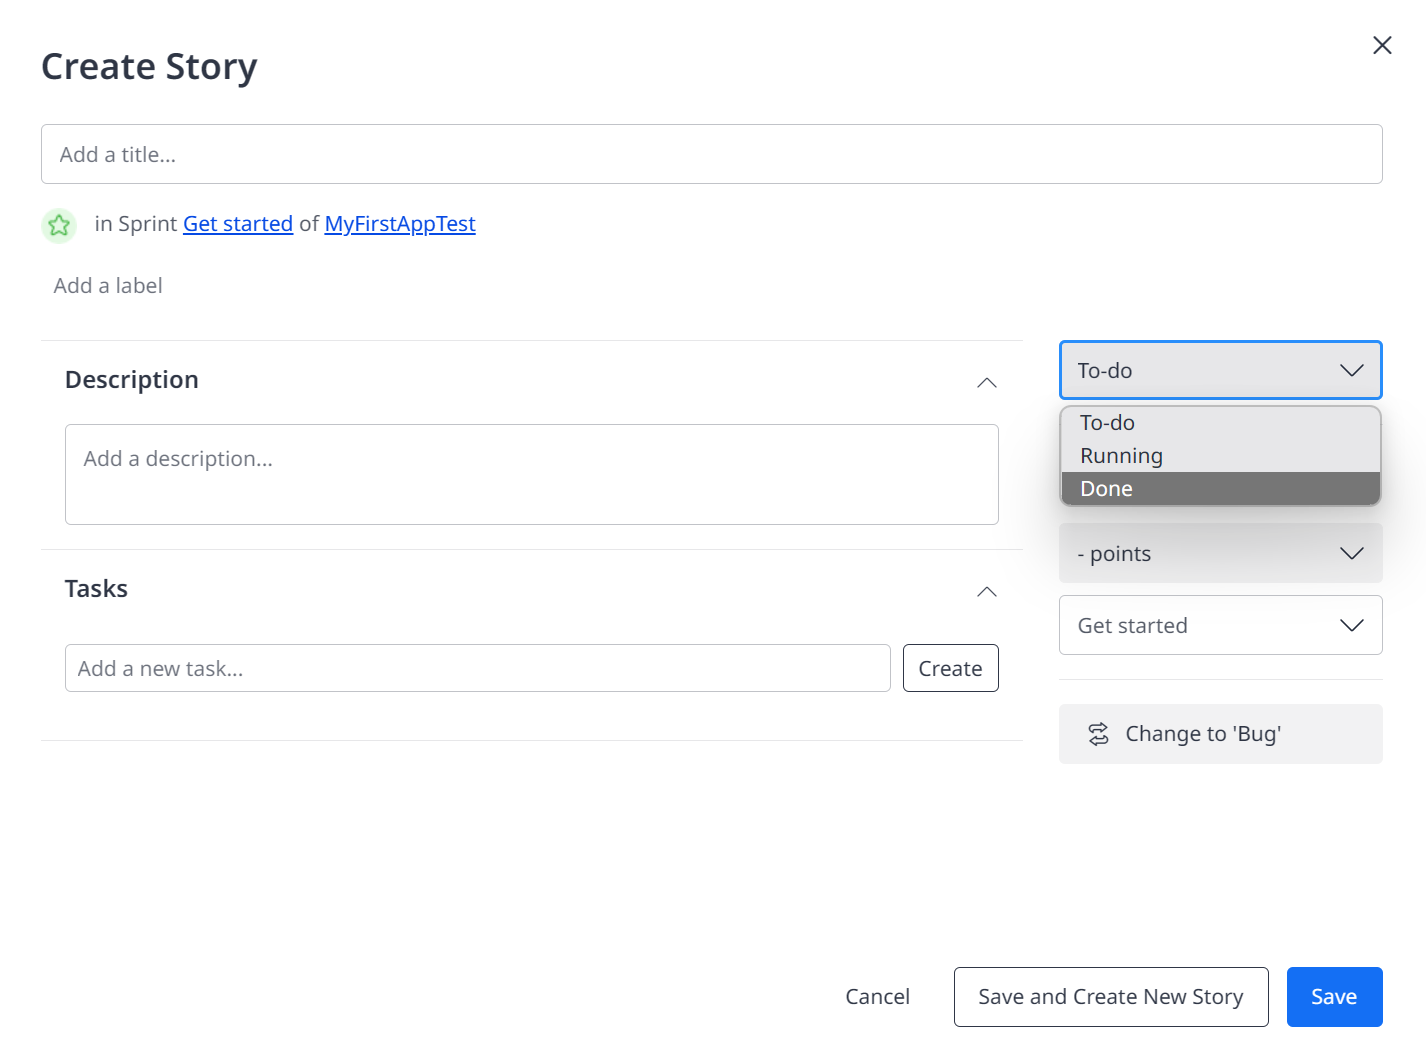 Create Story
Add a title...
in Sprint Get started of MyFirstAppTest
Add a label
Description
Add a description...
Tasks
Add a new task...
Create
To-do
To-do
Running
Done
- points
Get started
Change to 'Bug'
Cancel
Save and Create New Story
Save